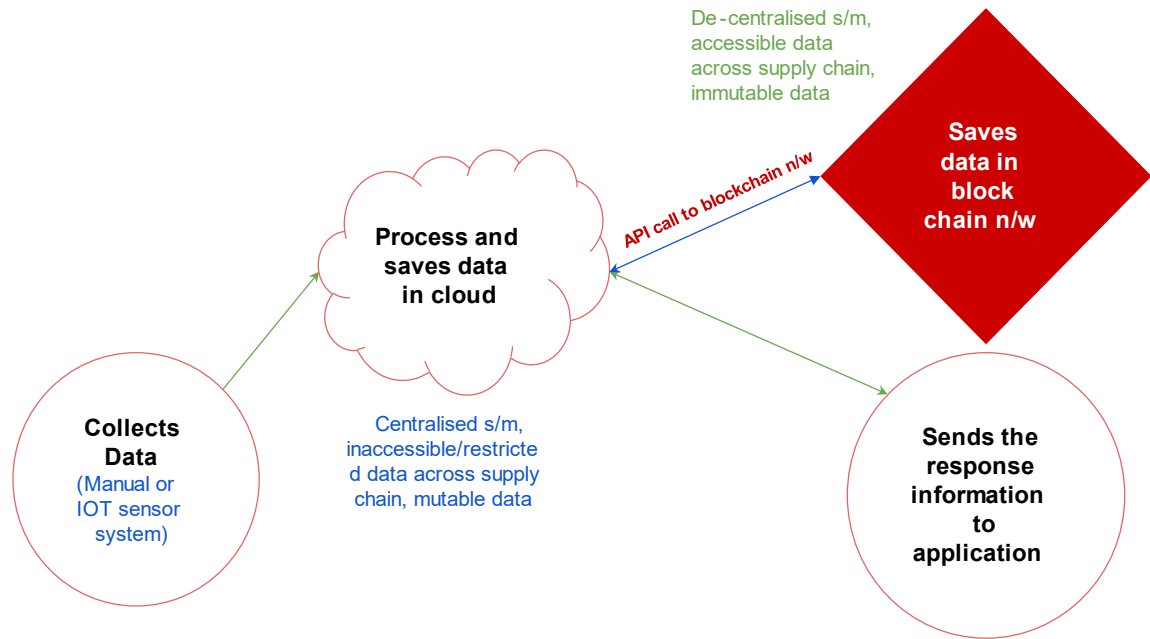 De-centralised s/m,
accessible data
across supply chain,
immutable data
Saves
data in
block
chain n/w
API call to blockchain n/w
Process and
saves data
in cloud
Centralised s/m,
inaccessible/restricte
d data across supply
chain, mutable data
Collects
Data
(Manual or
IOT sensor
system)
Sends the
response
information
to
application